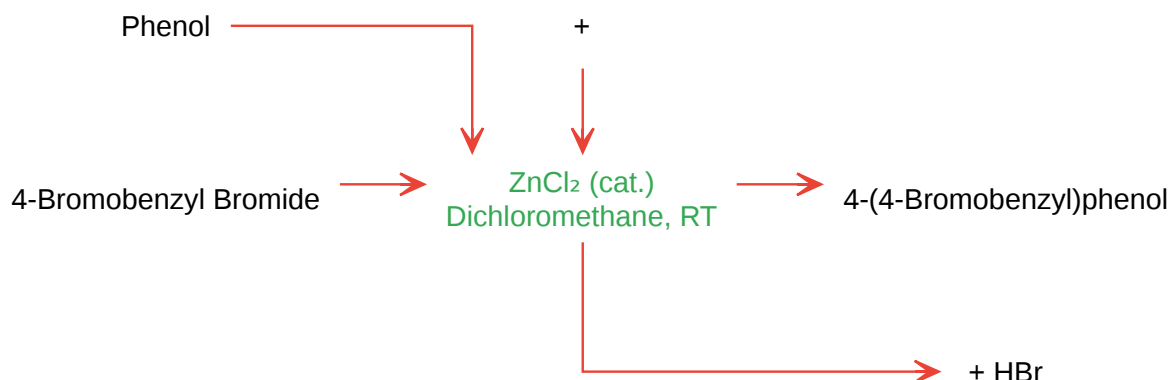 Phenol
+
4-Bromobenzyl Bromide
ZnCl₂ (cat.)
Dichloromethane, RT
4-(4-Bromobenzyl)phenol
+ HBr